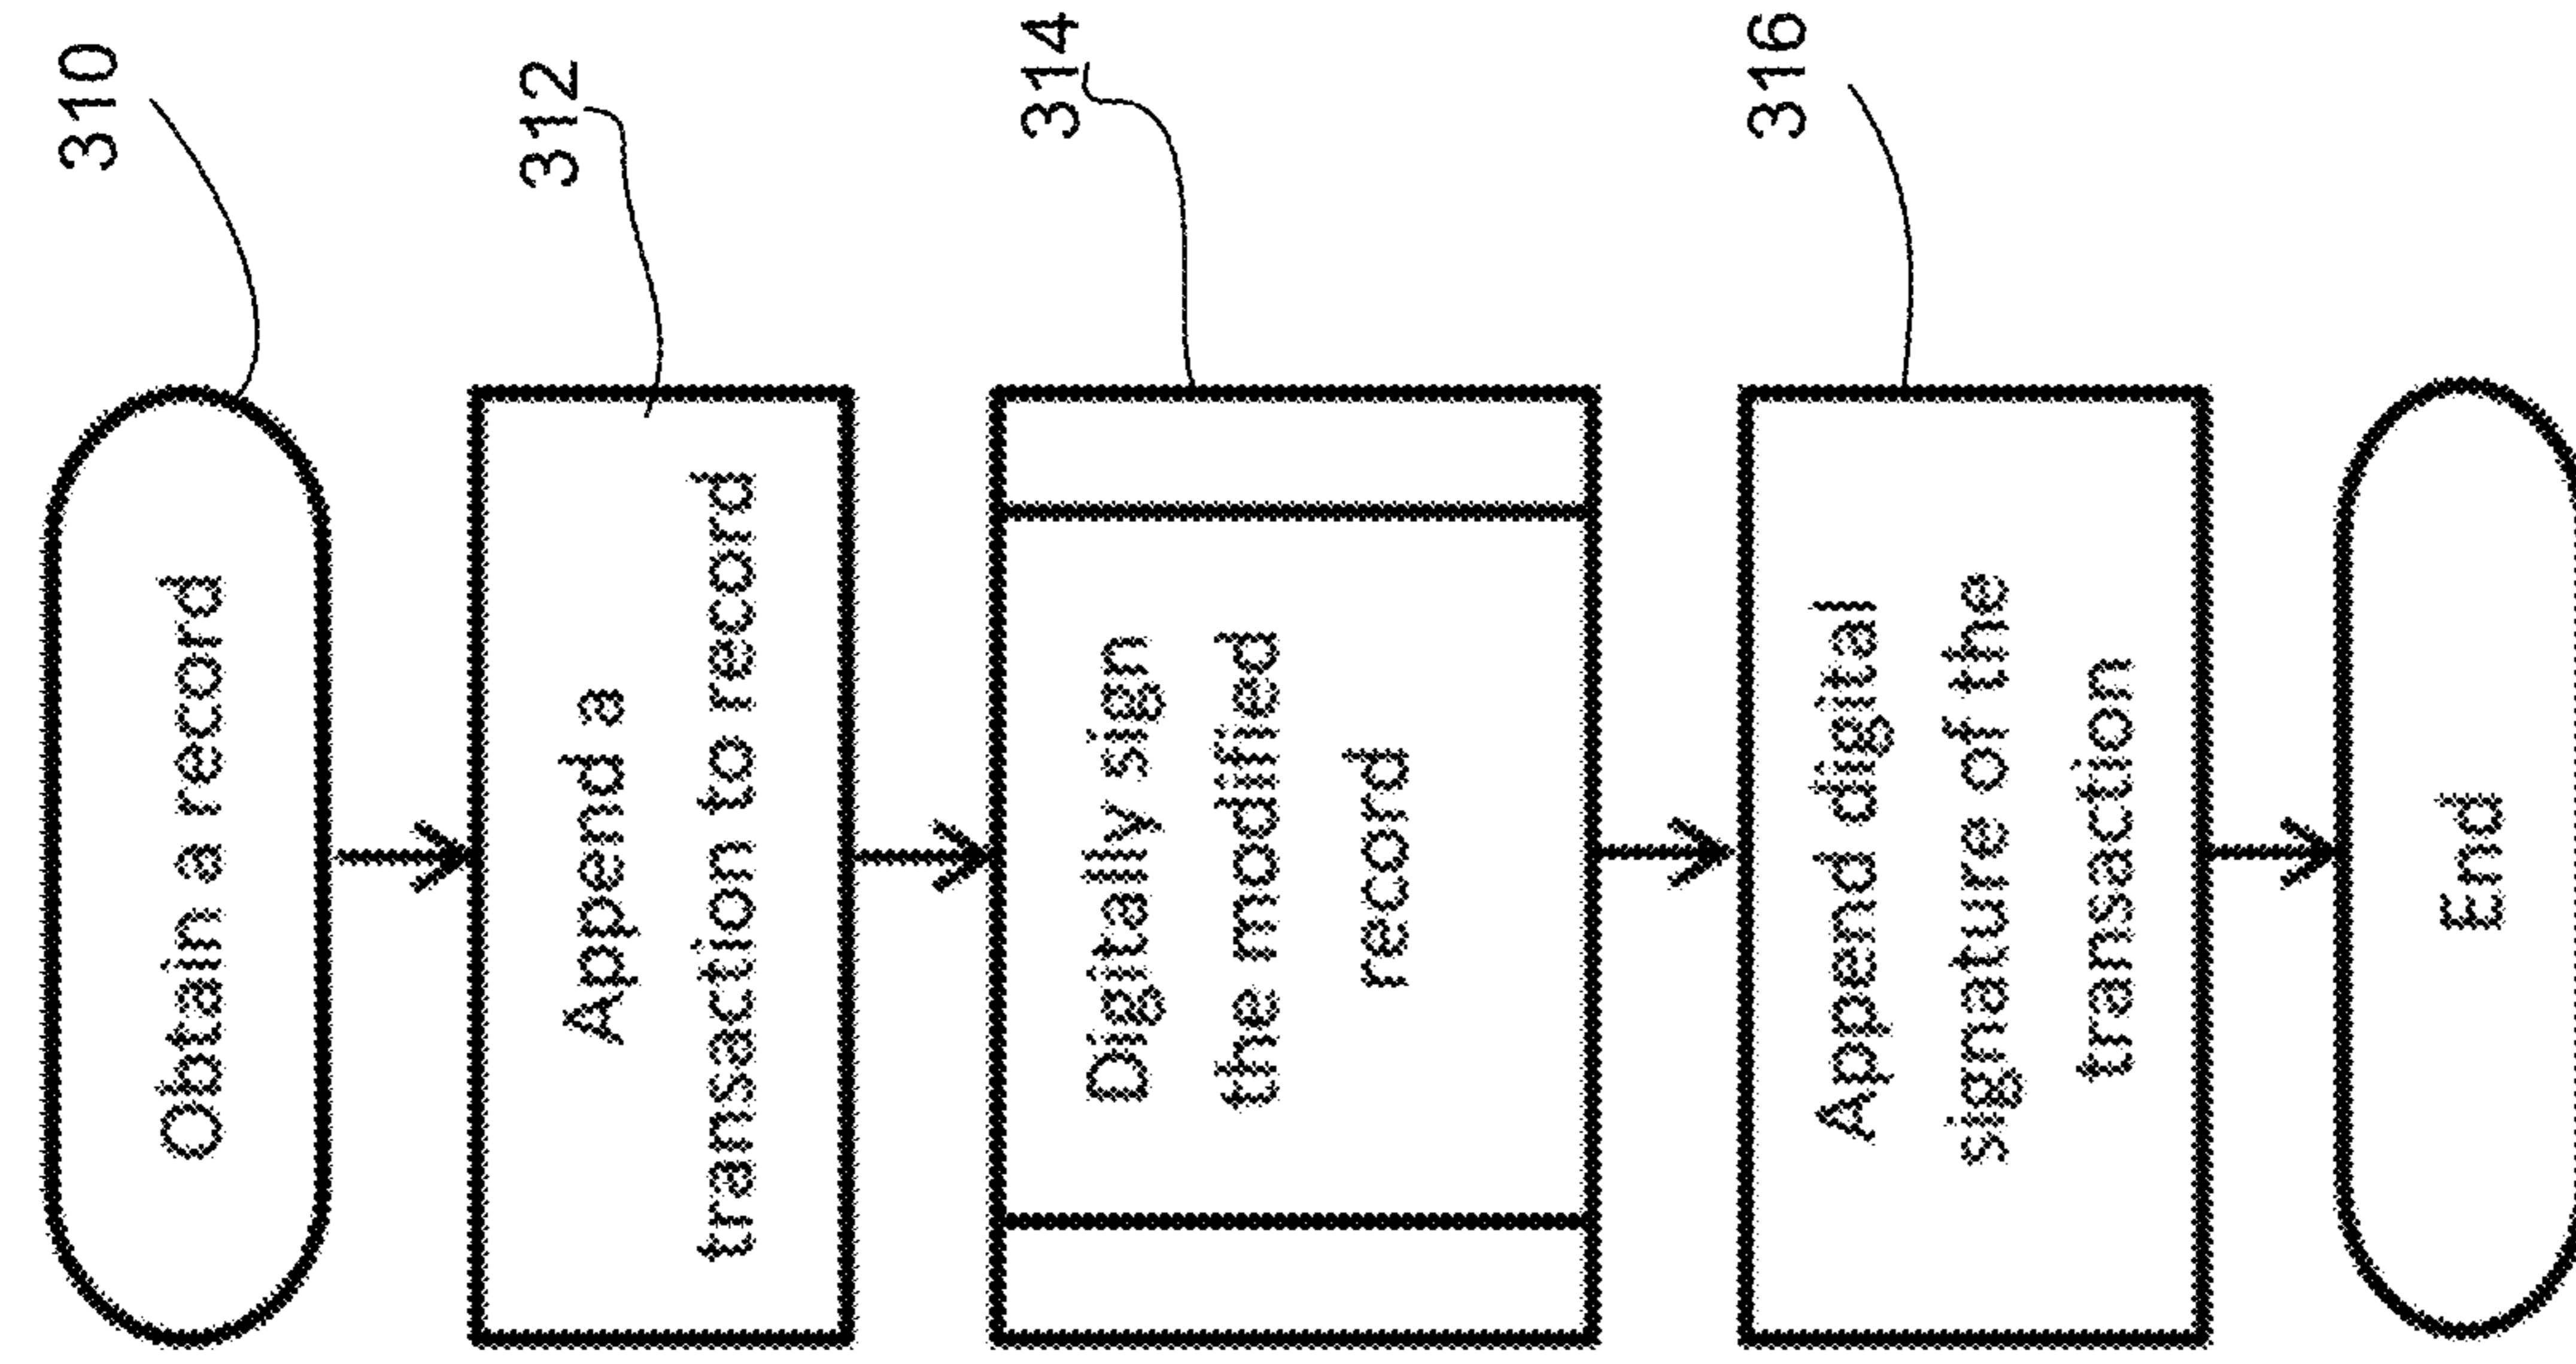 310
Obtain a record
312
Append a
transaction to record
314
Digitally sign
the modified
record
316
Append digital
signature of the
transaction
End